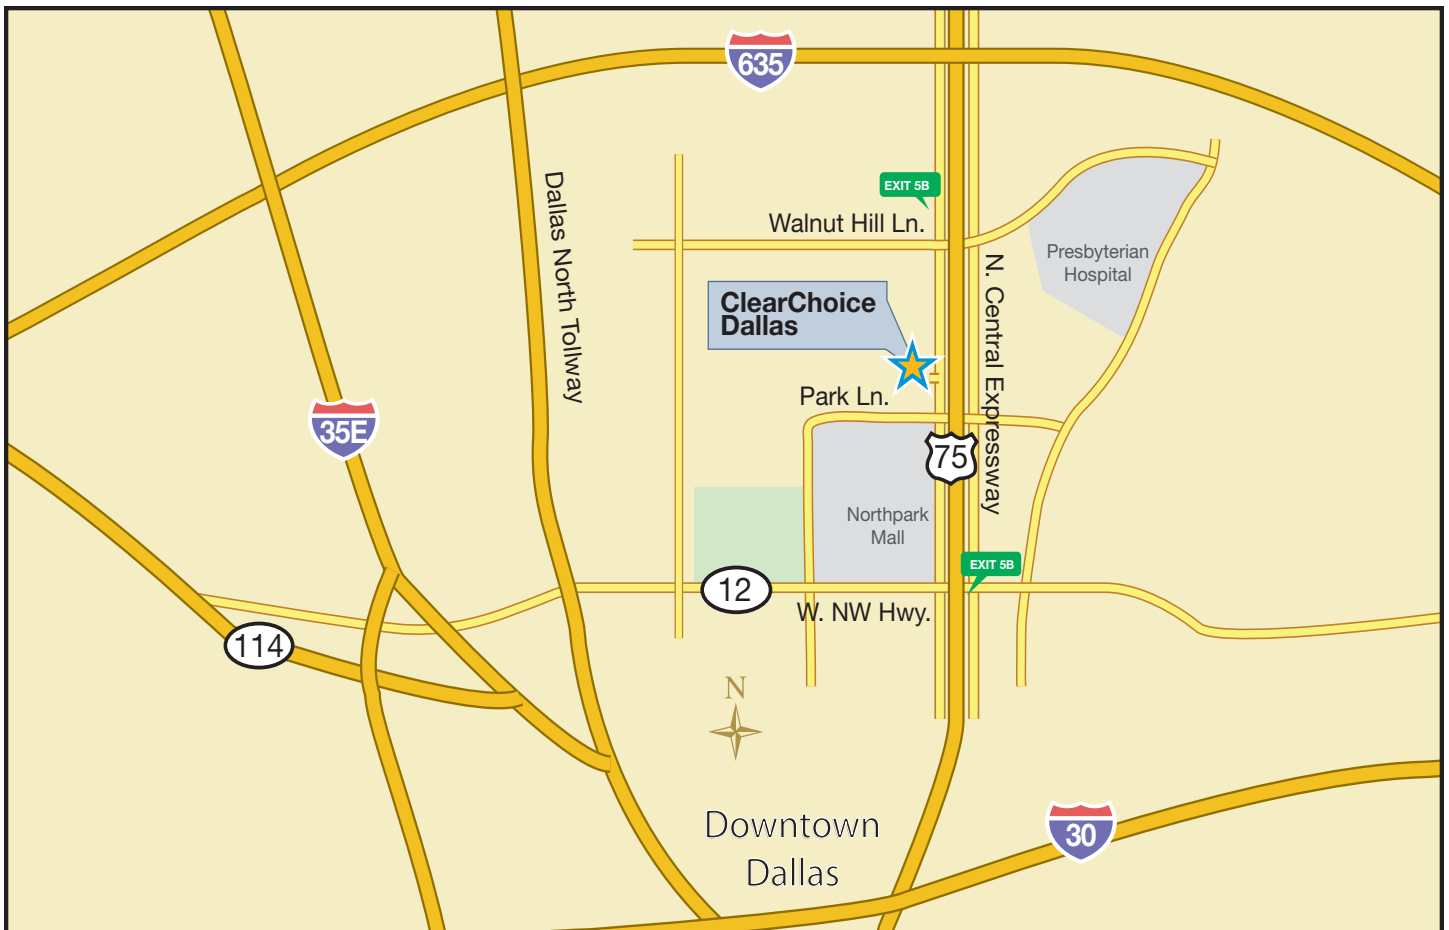 635
EXIT 5B
Walnut Hill Ln.
Dallas North Tollway
Presbyterian
Hospital
N. Central Expressway
ClearChoice
Dallas
Park Ln.
35E
75
Northpark
Mall
EXIT 5B
12
W. NW Hwy.
114
N
Downtown
Dallas
30